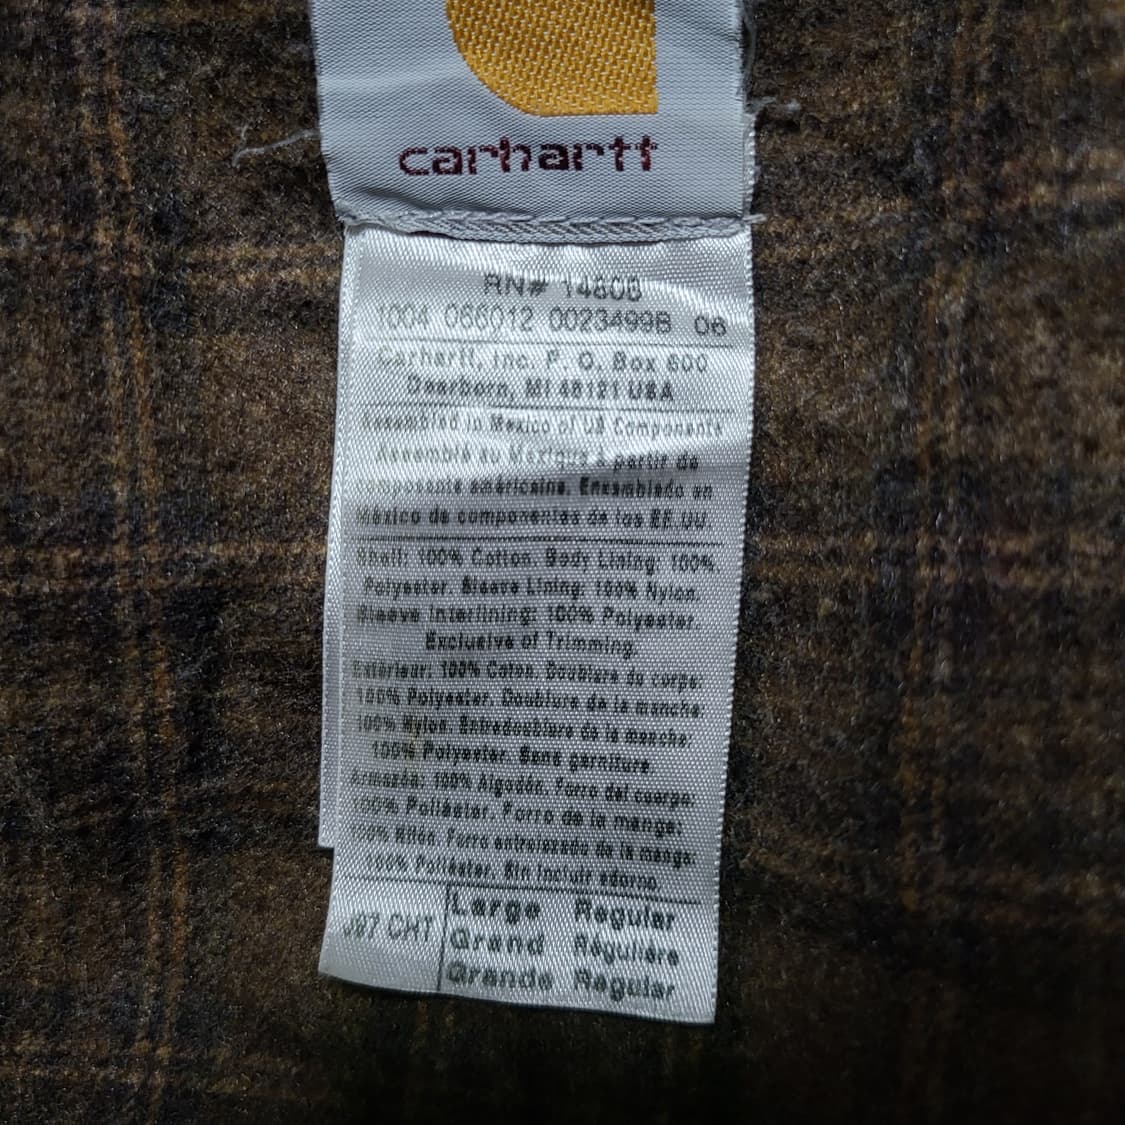 carhartt
RN# 14806
1004 066012 0023499B 06
Carhartt, Inc. P. O. Box 600
Dearborn, MI 48121 USA
Assembled in Mexico of US Components
Assemblé au Mexique à partir de
composants américains. Ensamblado en
México de componentes de los EE.UU.
Shell: 100% Cotton. Body Lining: 100%
Polyester. Sleeve Lining: 100% Nylon.
Sleeve Interlining: 100% Polyester.
Exclusive of Trimming.
Extérieur: 100% Coton. Doublure du corps:
100% Polyester. Doublure de la manche:
100% Nylon. Entredoublure de la manche:
100% Polyester. Sans garniture.
Armazón: 100% Algodón. Forro del cuerpo:
100% Poliéster. Forro de la manga:
100% Nilón. Forro entrelazado de la manga:
100% Poliéster. Sin incluir adorno.
J97 CHT
Large Regular
Grand Régulière
Grande Regular